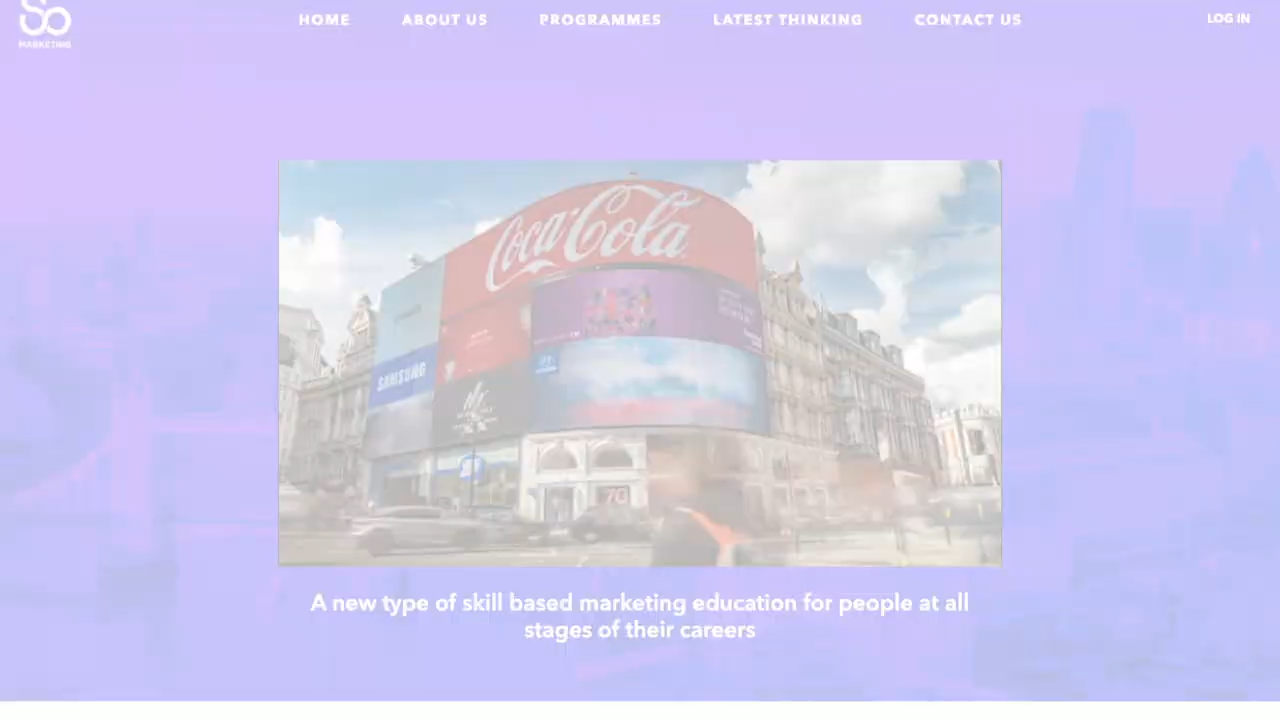 So
MARKETING
HOME
ABOUT US
PROGRAMMES
LATEST THINKING
CONTACT US
LOG IN
Coca-Cola
SAMSUNG
70
A new type of skill based marketing education for people at all
stages of their careers